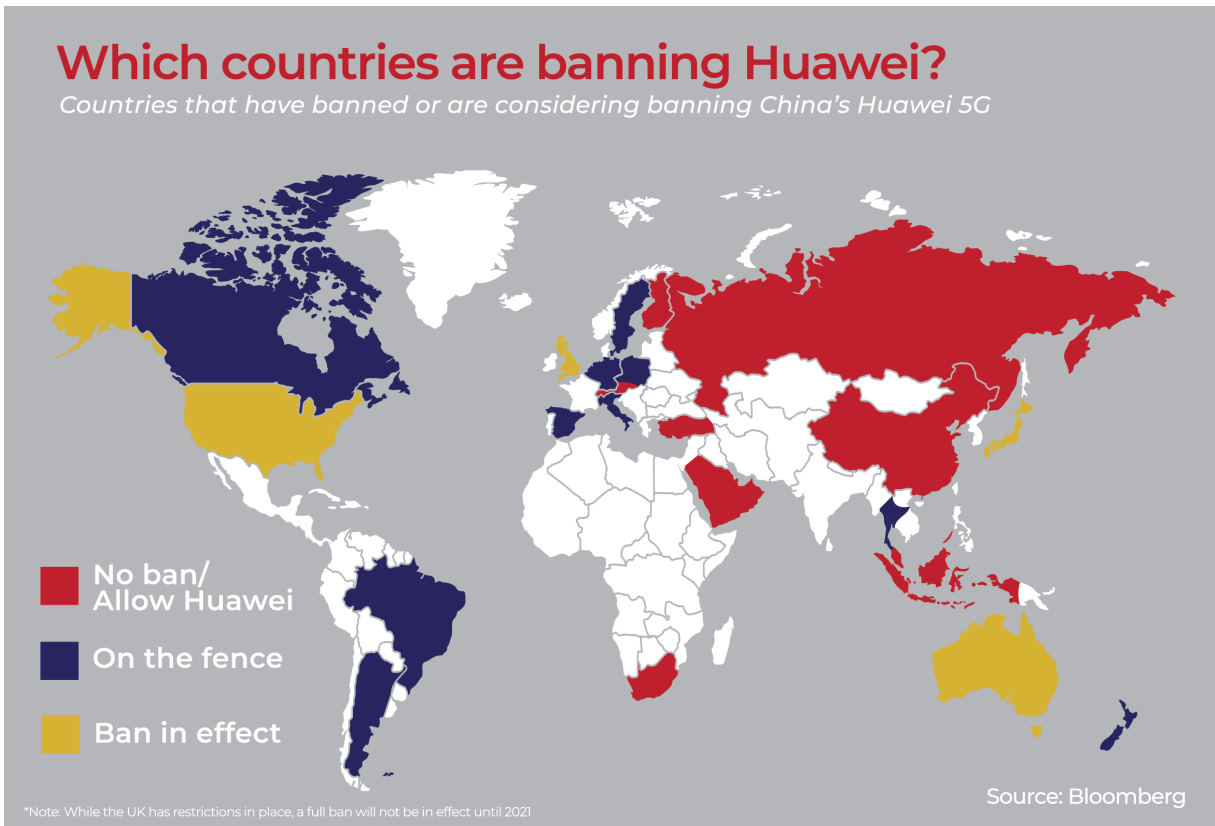 Which countries are banning Huawei?
Countries that have banned or are considering banning China's Huawei 5G
No ban/
Allow Huawei
On the fence
Ban in effect
Source: Bloomberg
*Note: While the UK has restrictions in place, a full ban will not be in effect until 2021